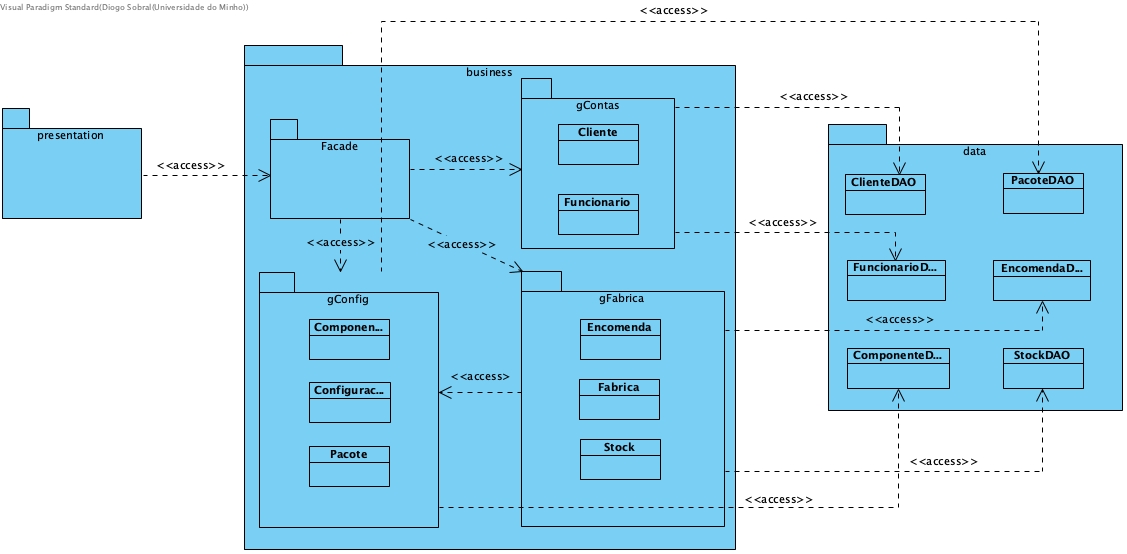 Visual Paradigm Standard(Diogo Sobral(Universidade do Minho))
<<access>>
business
gContas
<<access>>
Cliente
presentation
Facade
<<access>>
<<access>>
data
ClienteDAO
PacoteDAO
Funcionario
<<access>>
<<access>>
<<access>>
FuncionarioD...
EncomendaD...
gConfig
gFabrica
Componen...
Encomenda
<<access>>
ComponenteD...
StockDAO
<<access>
Configurac...
Fabrica
Pacote
Stock
<<access>>
<<access>>